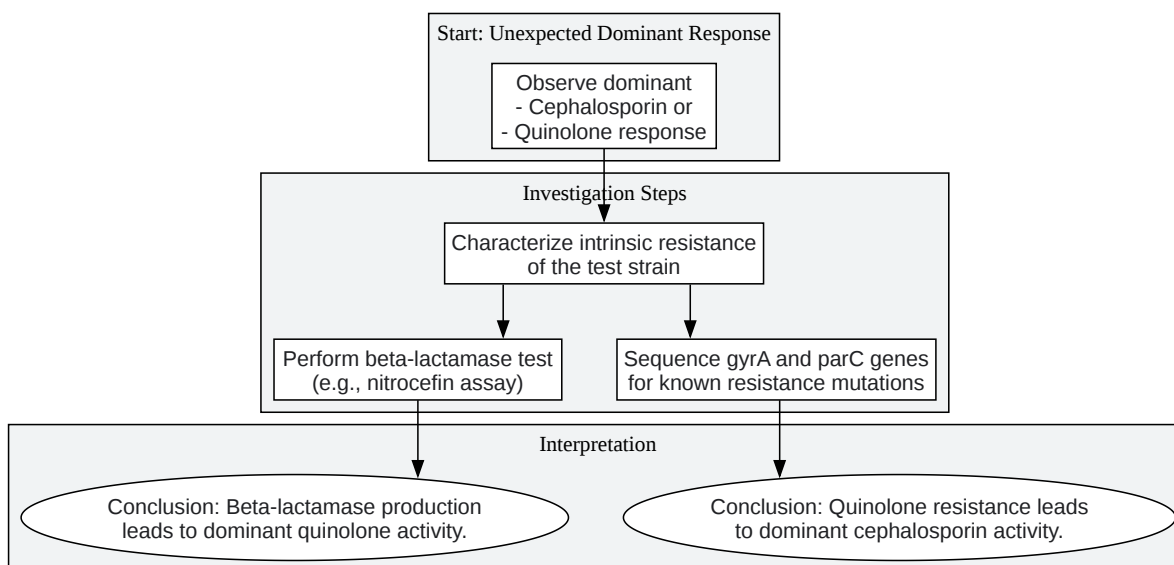 Start: Unexpected Dominant Response
Observe dominant
- Cephalosporin or
- Quinolone response
Investigation Steps
Characterize intrinsic resistance
of the test strain
Perform beta-lactamase test
(e.g., nitrocefin assay)
Sequence gyrA and parC genes
for known resistance mutations
Interpretation
Conclusion: Beta-lactamase production
leads to dominant quinolone activity.
Conclusion: Quinolone resistance leads
to dominant cephalosporin activity.